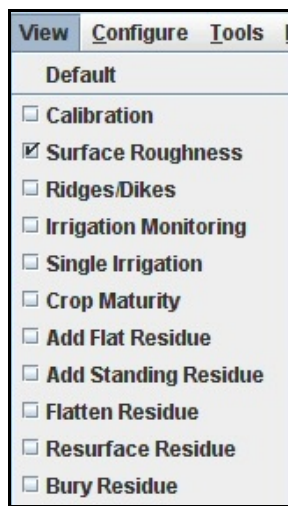 View Configure Tools
Default
Calibration
Surface Roughness
Ridges/Dikes
Irrigation Monitoring
Single Irrigation
Crop Maturity
Add Flat Residue
Add Standing Residue
Flatten Residue
Resurface Residue
Bury Residue